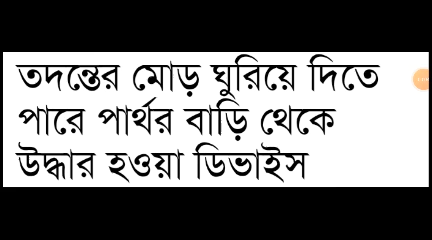 তদন্তের মোড় ঘুরিয়ে দিতে
পারে পার্থর বাড়ি থেকে
উদ্ধার হওয়া ডিভাইস